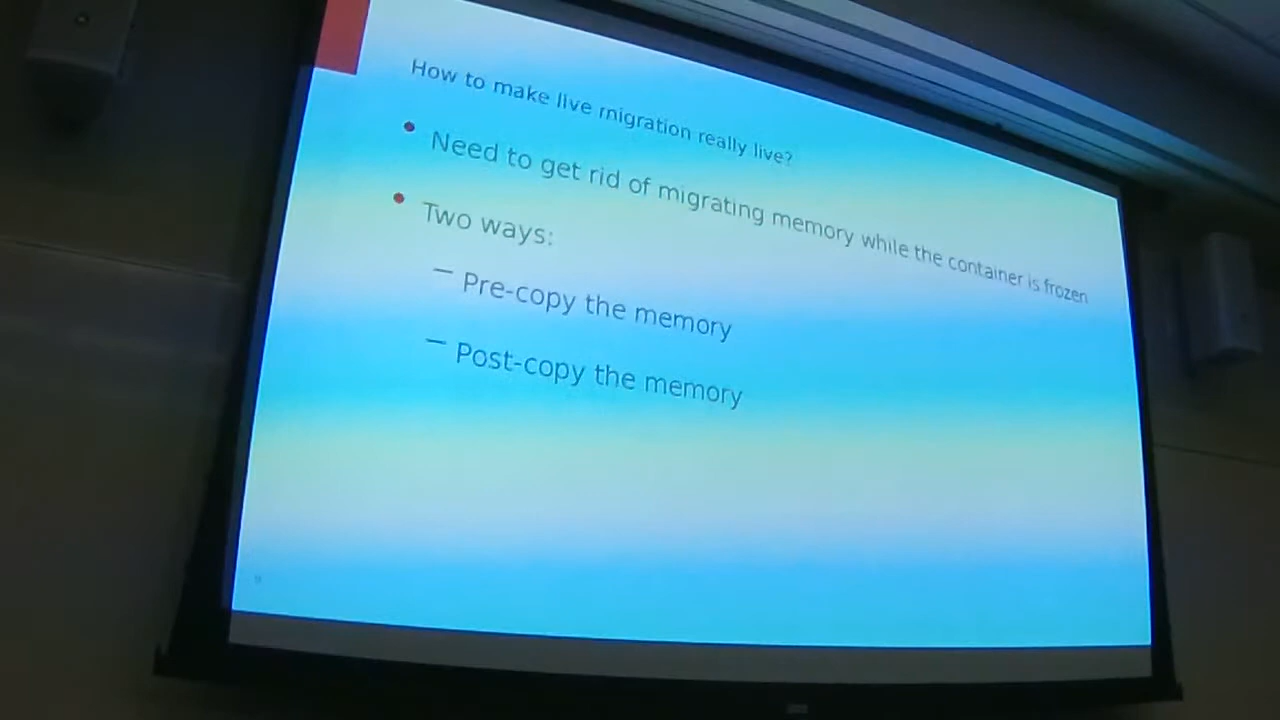 How to make live migration really live?
• Need to get rid of migrating memory while the container is frozen
• Two ways:
– Pre-copy the memory
– Post-copy the memory